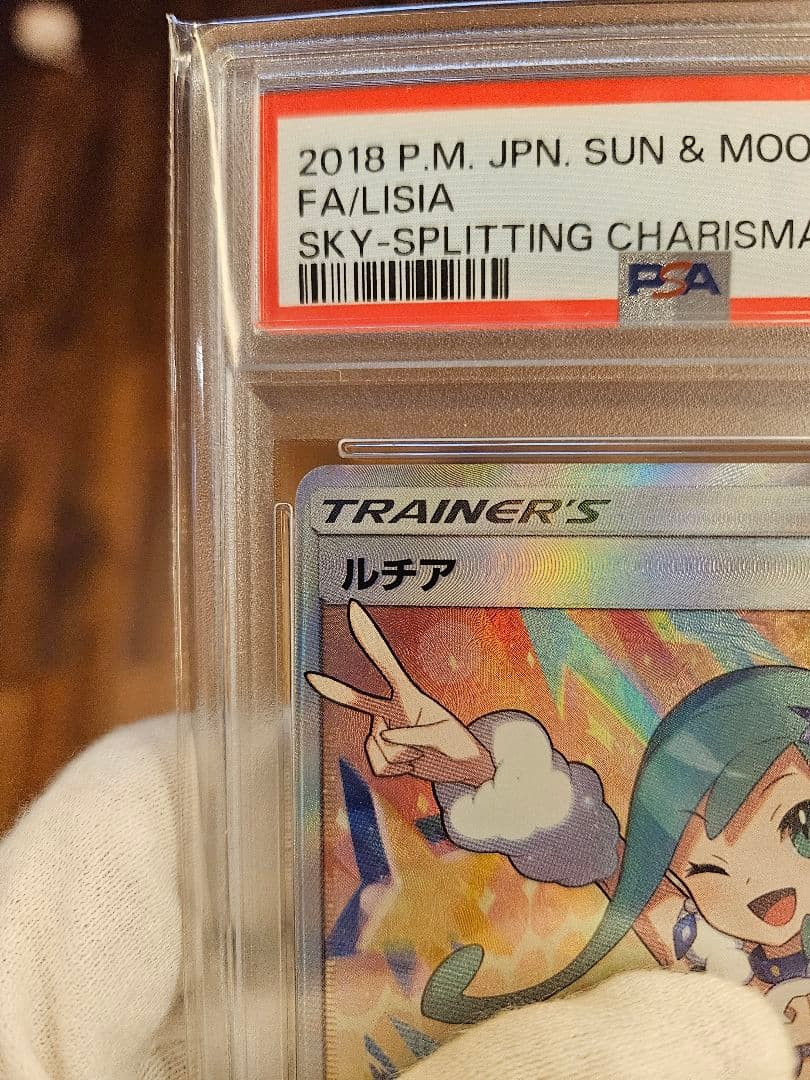 2018 P.M. JPN. SUN & MOO
FA/LISIA
SKY-SPLITTING CHARISMA
PSA
TRAINER'S
ルチア